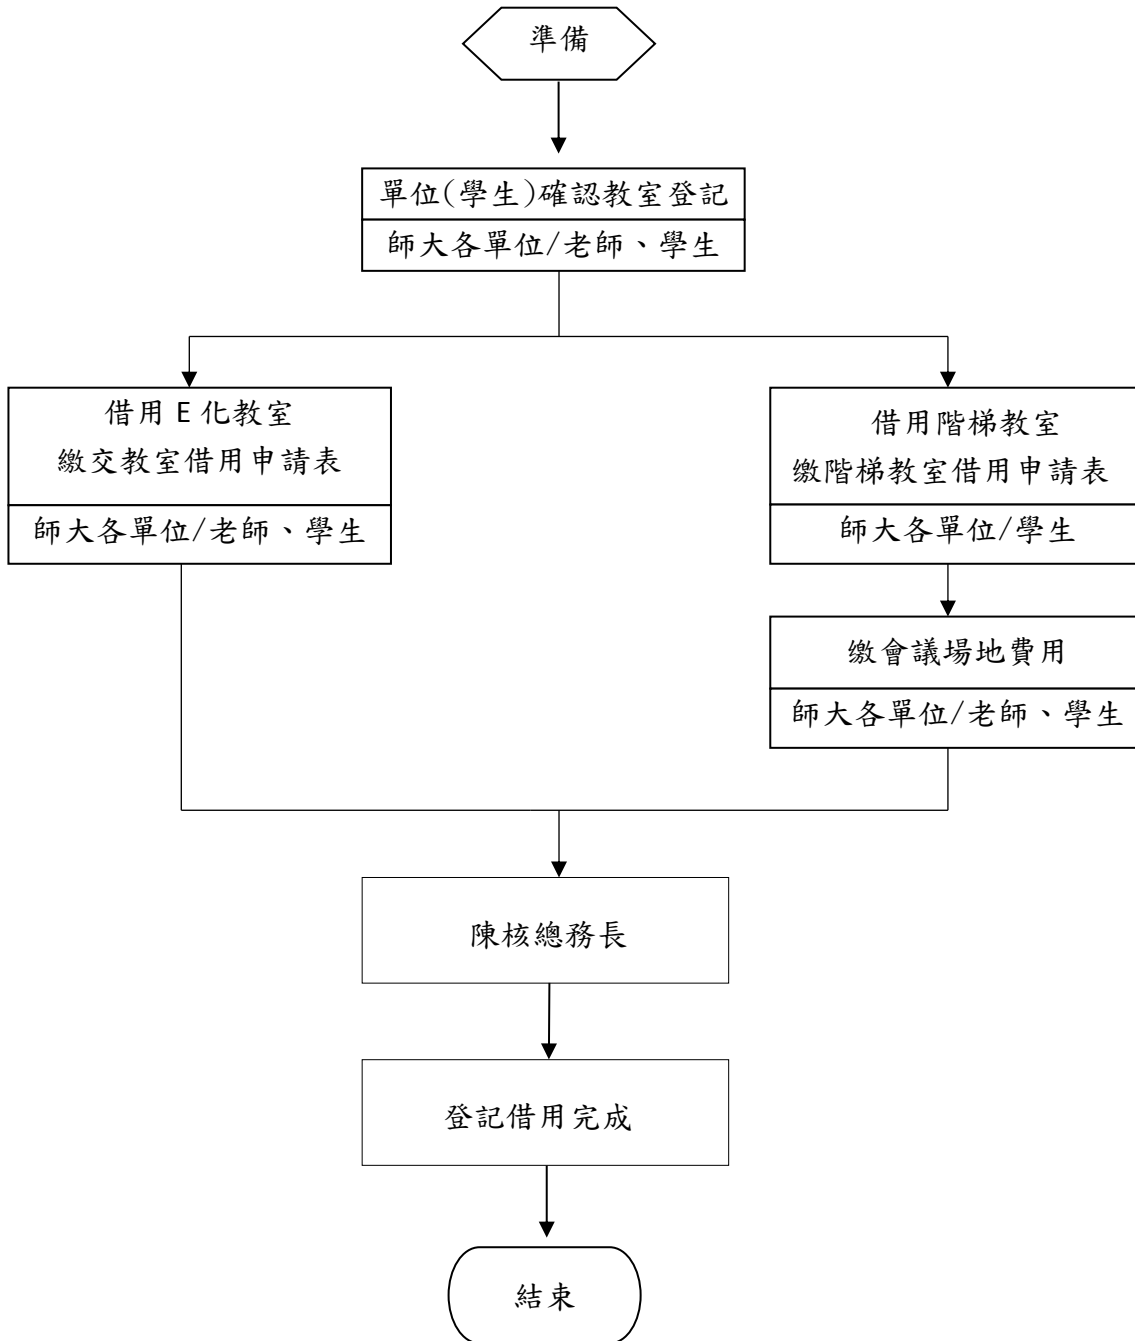 準備
單位(學生)確認教室登記
師大各單位/老師、學生
借用 E 化教室
繳交教室借用申請表
師大各單位/老師、學生
借用階梯教室
繳階梯教室借用申請表
師大各單位/學生
繳會議場地費用
師大各單位/老師、學生
陳核總務長
登記借用完成
結束